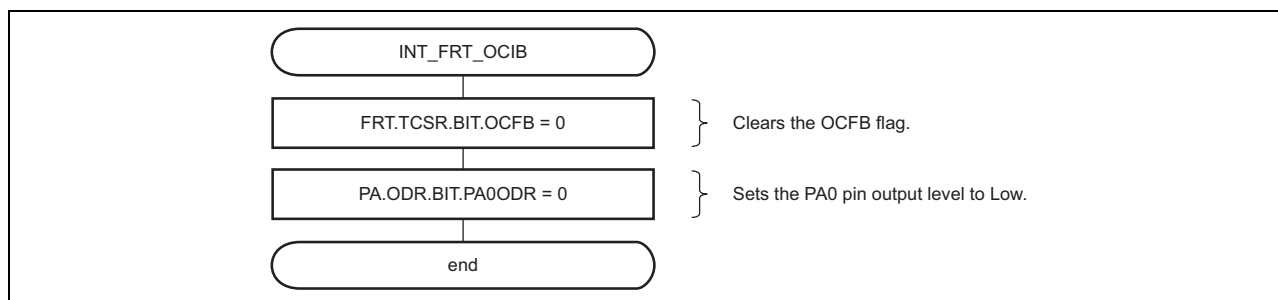 INT_FRT_OCIB
FRT.TCSR.BIT.OCFB = 0
Clears the OCFB flag.
PA.ODR.BIT.PA0ODR = 0
Sets the PA0 pin output level to Low.
end